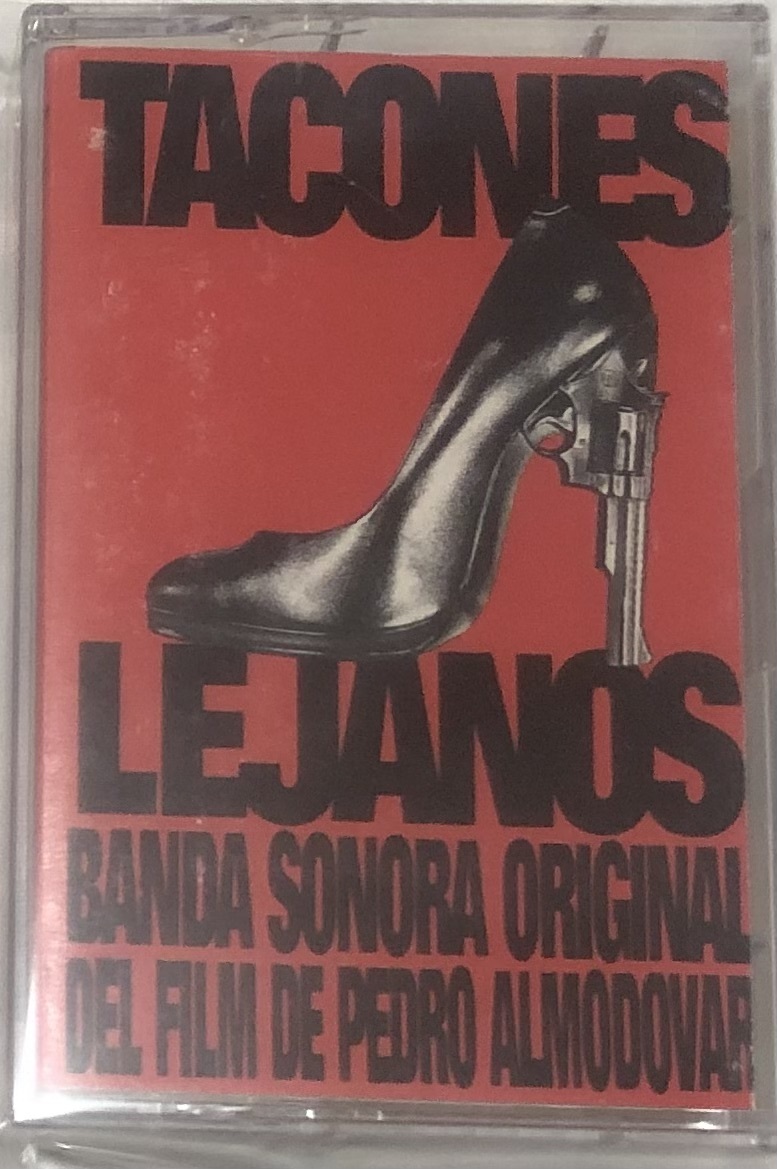 TACONES
LEJANOS
BANDA SONORA ORIGINAL
DEL FILM DE PEDRO ALMODOVAR